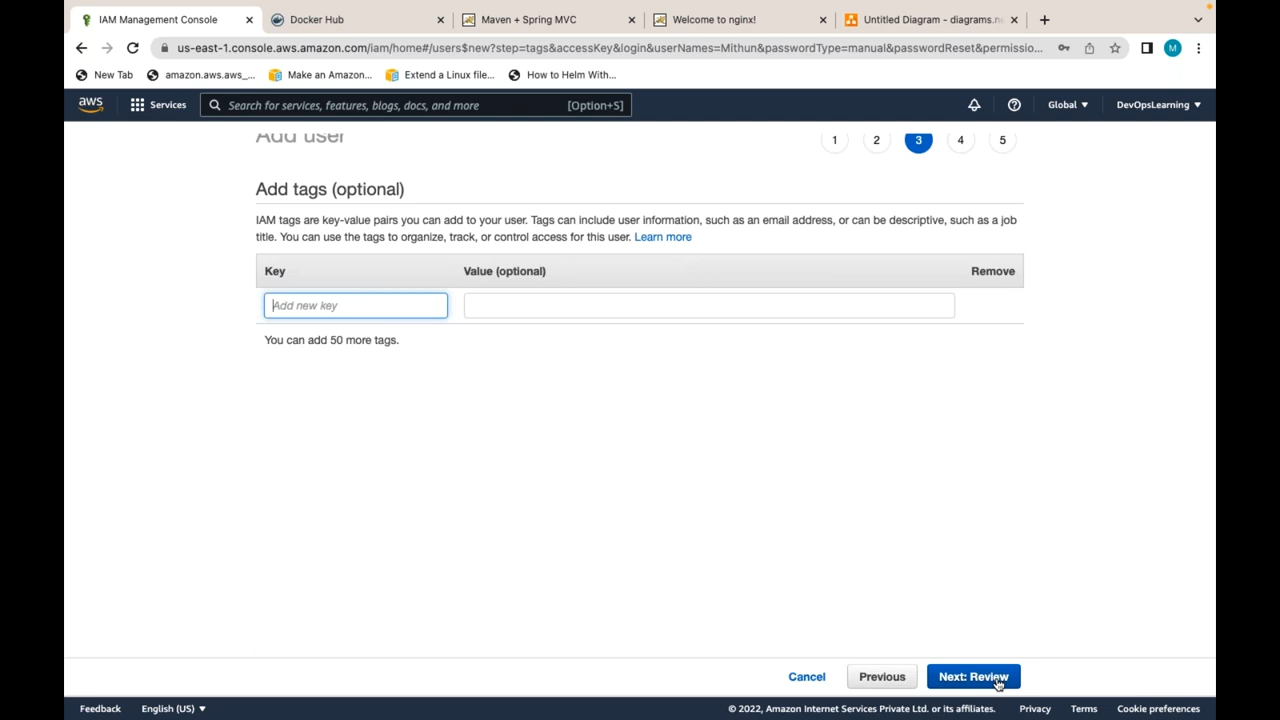 IAM Management Console
Docker Hub
Maven + Spring MVC
Welcome to nginx!
Untitled Diagram - diagrams.ne
us-east-1.console.aws.amazon.com/iam/home#/users$new?step=tags&accessKey&login&userNames=Mithun&passwordType=manual&passwordReset&permissio...
M
New Tab
amazon.aws.aws_...
Make an Amazon...
Extend a Linux file...
How to Helm With...
aws
Services
Search for services, features, blogs, docs, and more
[Option+S]
Global
DevOpsLearning
Add user
1 2 3 4 5
Add tags (optional)
IAM tags are key-value pairs you can add to your user. Tags can include user information, such as an email address, or can be descriptive, such as a job
title. You can use the tags to organize, track, or control access for this user. Learn more
Key
Value (optional)
Remove
Add new key
You can add 50 more tags.
Cancel
Previous
Next: Review
Feedback
English (US)
© 2022, Amazon Internet Services Private Ltd. or its affiliates.
Privacy
Terms
Cookie preferences